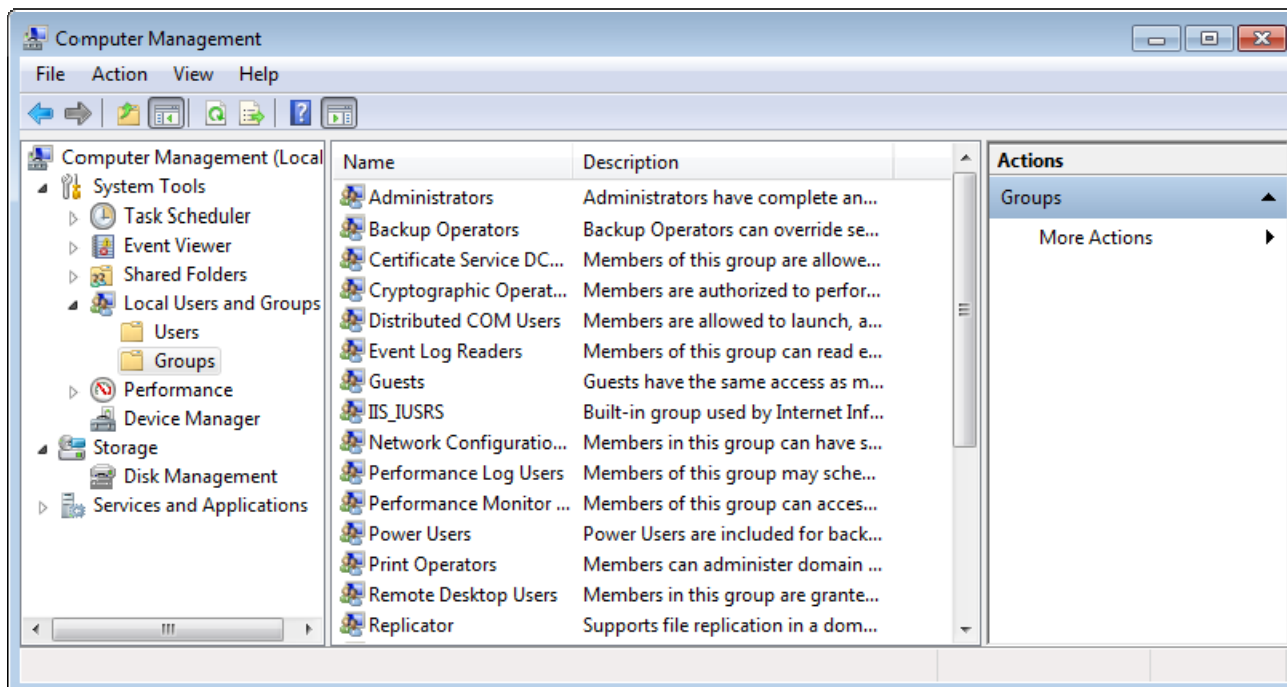 Computer Management
File Action View Help
Computer Management (Local
System Tools
Task Scheduler
Event Viewer
Shared Folders
Local Users and Groups
Users
Groups
Performance
Device Manager
Storage
Disk Management
Services and Applications
Name Description
Administrators Administrators have complete an...
Backup Operators Backup Operators can override se...
Certificate Service DC... Members of this group are allowe...
Cryptographic Operat... Members are authorized to perfor...
Distributed COM Users Members are allowed to launch, a...
Event Log Readers Members of this group can read e...
Guests Guests have the same access as m...
IIS_IUSRS Built-in group used by Internet Inf...
Network Configuratio... Members in this group can have s...
Performance Log Users Members of this group may sche...
Performance Monitor ... Members of this group can acces...
Power Users Power Users are included for back...
Print Operators Members can administer domain ...
Remote Desktop Users Members in this group are grante...
Replicator Supports file replication in a dom...
Actions
Groups
More Actions